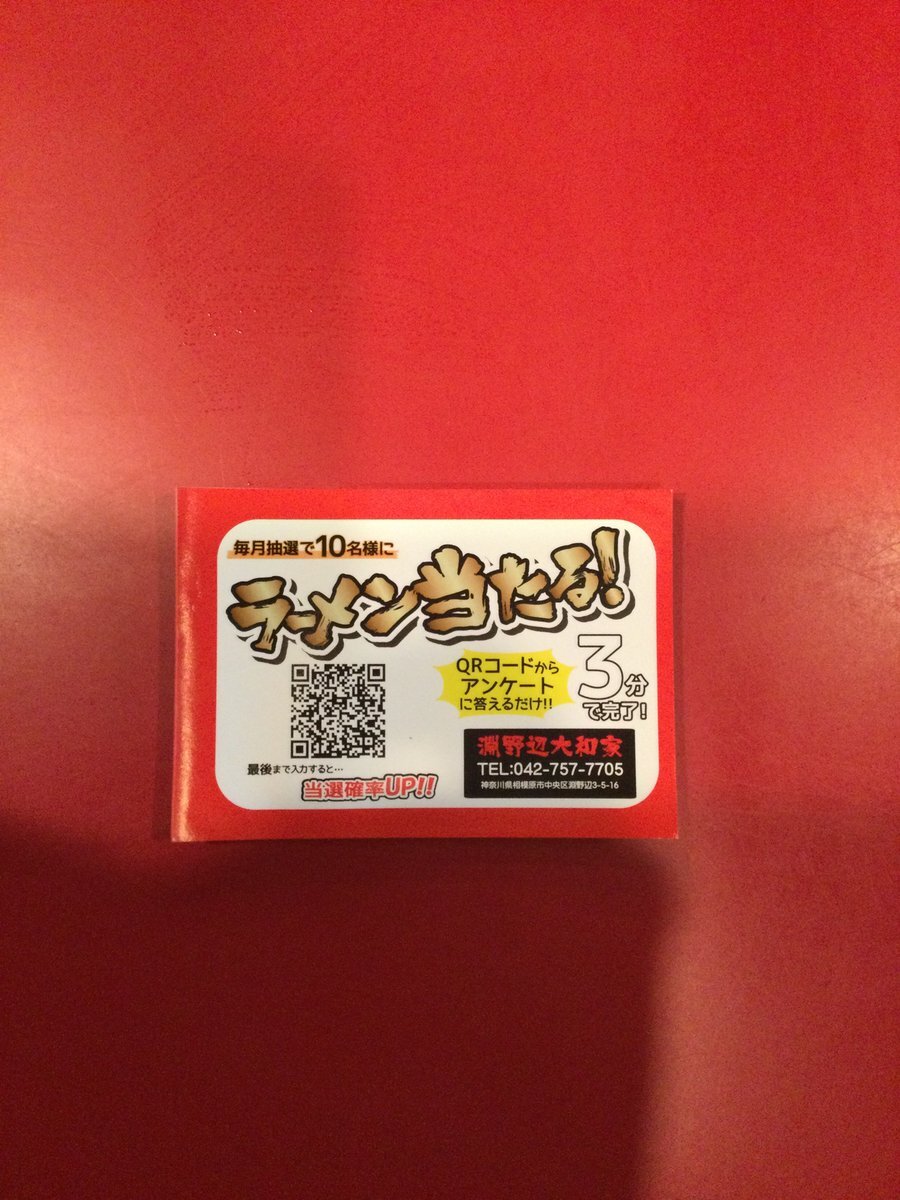 毎月抽選で10名様に
ラーメン当たる!
QRコードから
アンケート
に答えるだけ!!
3分
で完了!
最後まで入力すると…
当選確率UP!!
淵野辺大和家
TEL:042-757-7705
神奈川県相模原市中央区淵野辺3-5-16